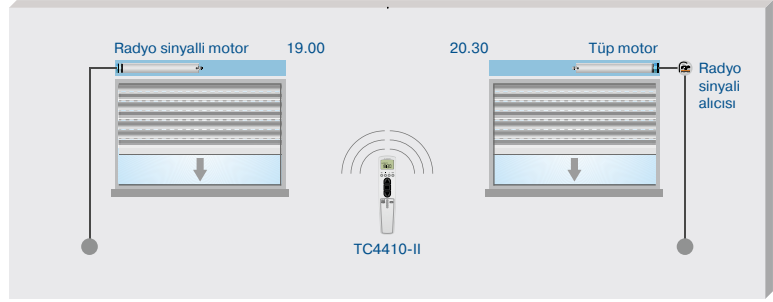 Radyo sinyalli motor
19.00
20.30
Tüp motor
Radyo
sinyali
alıcısı
TC4410-II